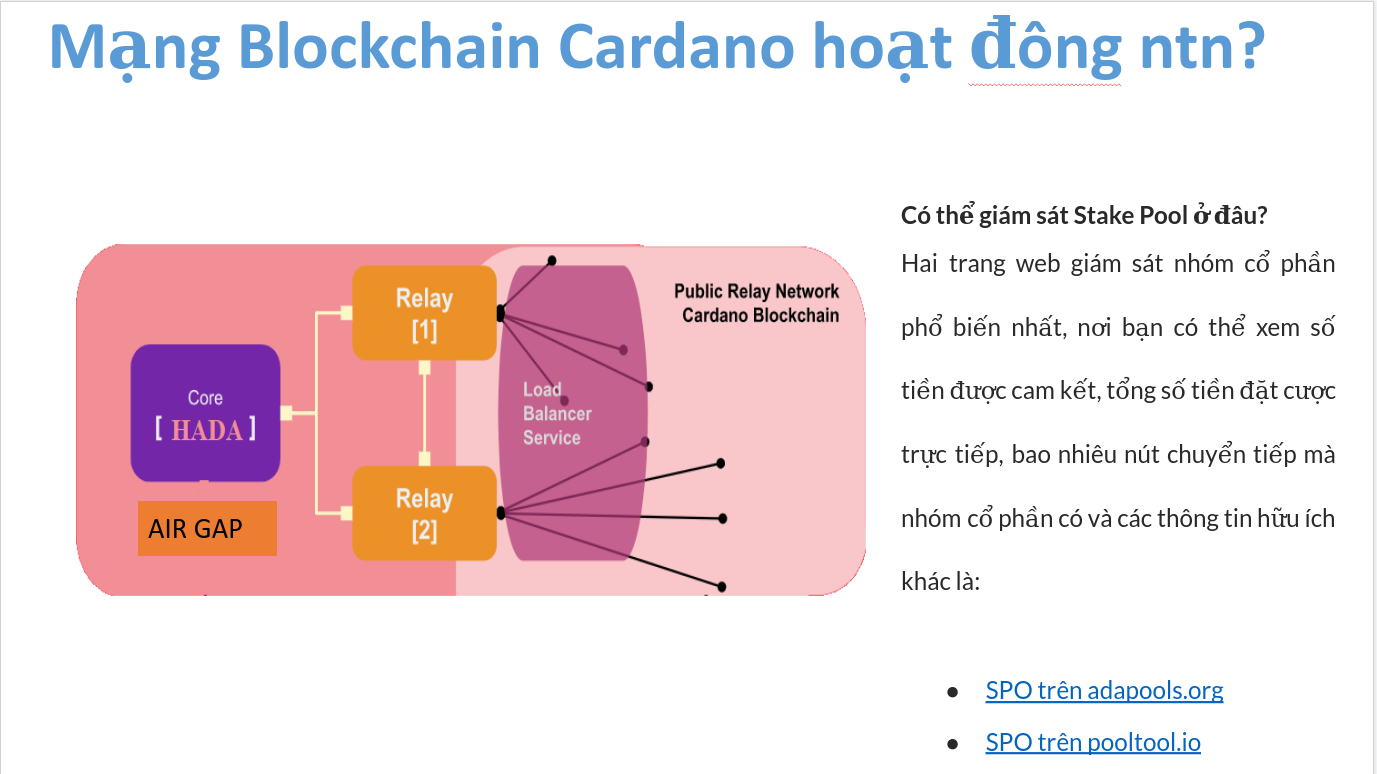 Mạng Blockchain Cardano hoạt đông ntn?
Có thể giám sát Stake Pool ở đâu?
Hai trang web giám sát nhóm cổ phần
phổ biến nhất, nơi bạn có thể xem số
tiền được cam kết, tổng số tiền đặt cược
trực tiếp, bao nhiêu nút chuyển tiếp mà
nhóm cổ phần có và các thông tin hữu ích
khác là:
● SPO trên adapools.org
● SPO trên pooltool.io
Relay
[1]
Public Relay Network
Cardano Blockchain
Core
[ HADA ]
Load
Balancer
Service
Relay
[2]
AIR GAP